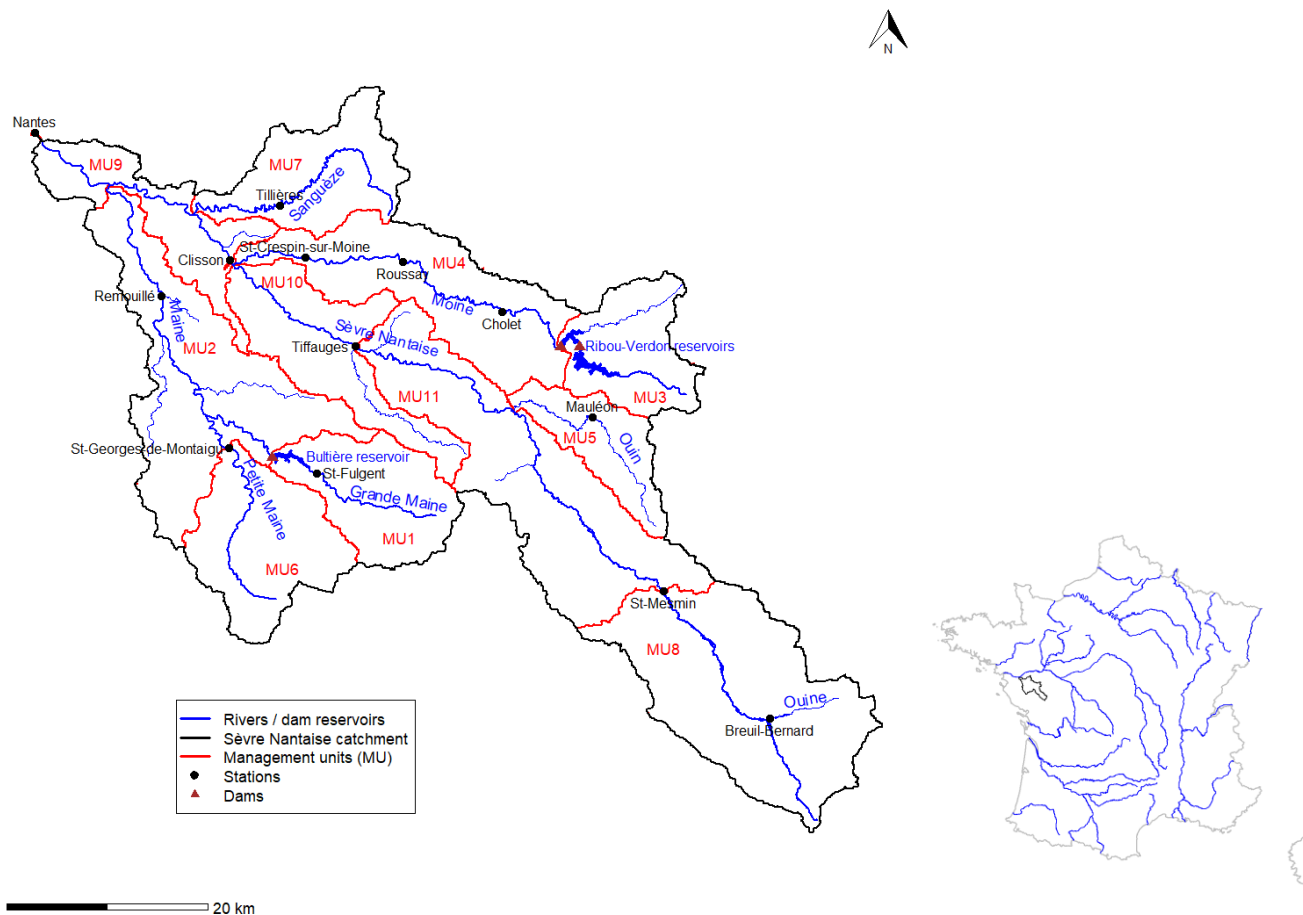 N
Nantes
MU9
MU7
Tillières
Sanguèze
St-Crespin-sur-Moine
Clisson
MU10
Roussay
MU4
Remouillé
Maine
Moine
Cholet
Sèvre Nantaise
Tiffauges
Ribou-Verdon reservoirs
MU2
MU11
MU3
Mauléon
MU5
Ouin
St-Georges-de-Montaigu
Bultière reservoir
St-Fulgent
Petite Maine
Grande Maine
MU1
MU6
St-Mesmin
MU8
Ouine
Breuil-Bernard
Rivers / dam reservoirs
Sèvre Nantaise catchment
Management units (MU)
Stations
Dams
20 km